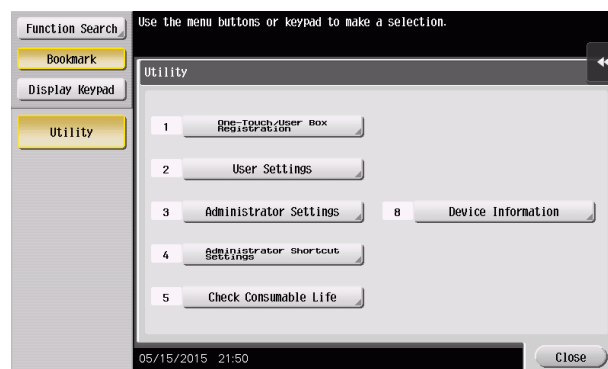 Use the menu buttons or keypad to make a selection.
Function Search
Bookmark
Display Keypad
Utility
Utility
1 One-Touch/User Box
Registration
2 User Settings
3 Administrator Settings
8 Device Information
4 Administrator Shortcut
Settings
5 Check Consumable Life
05/15/2015 21:50
Close